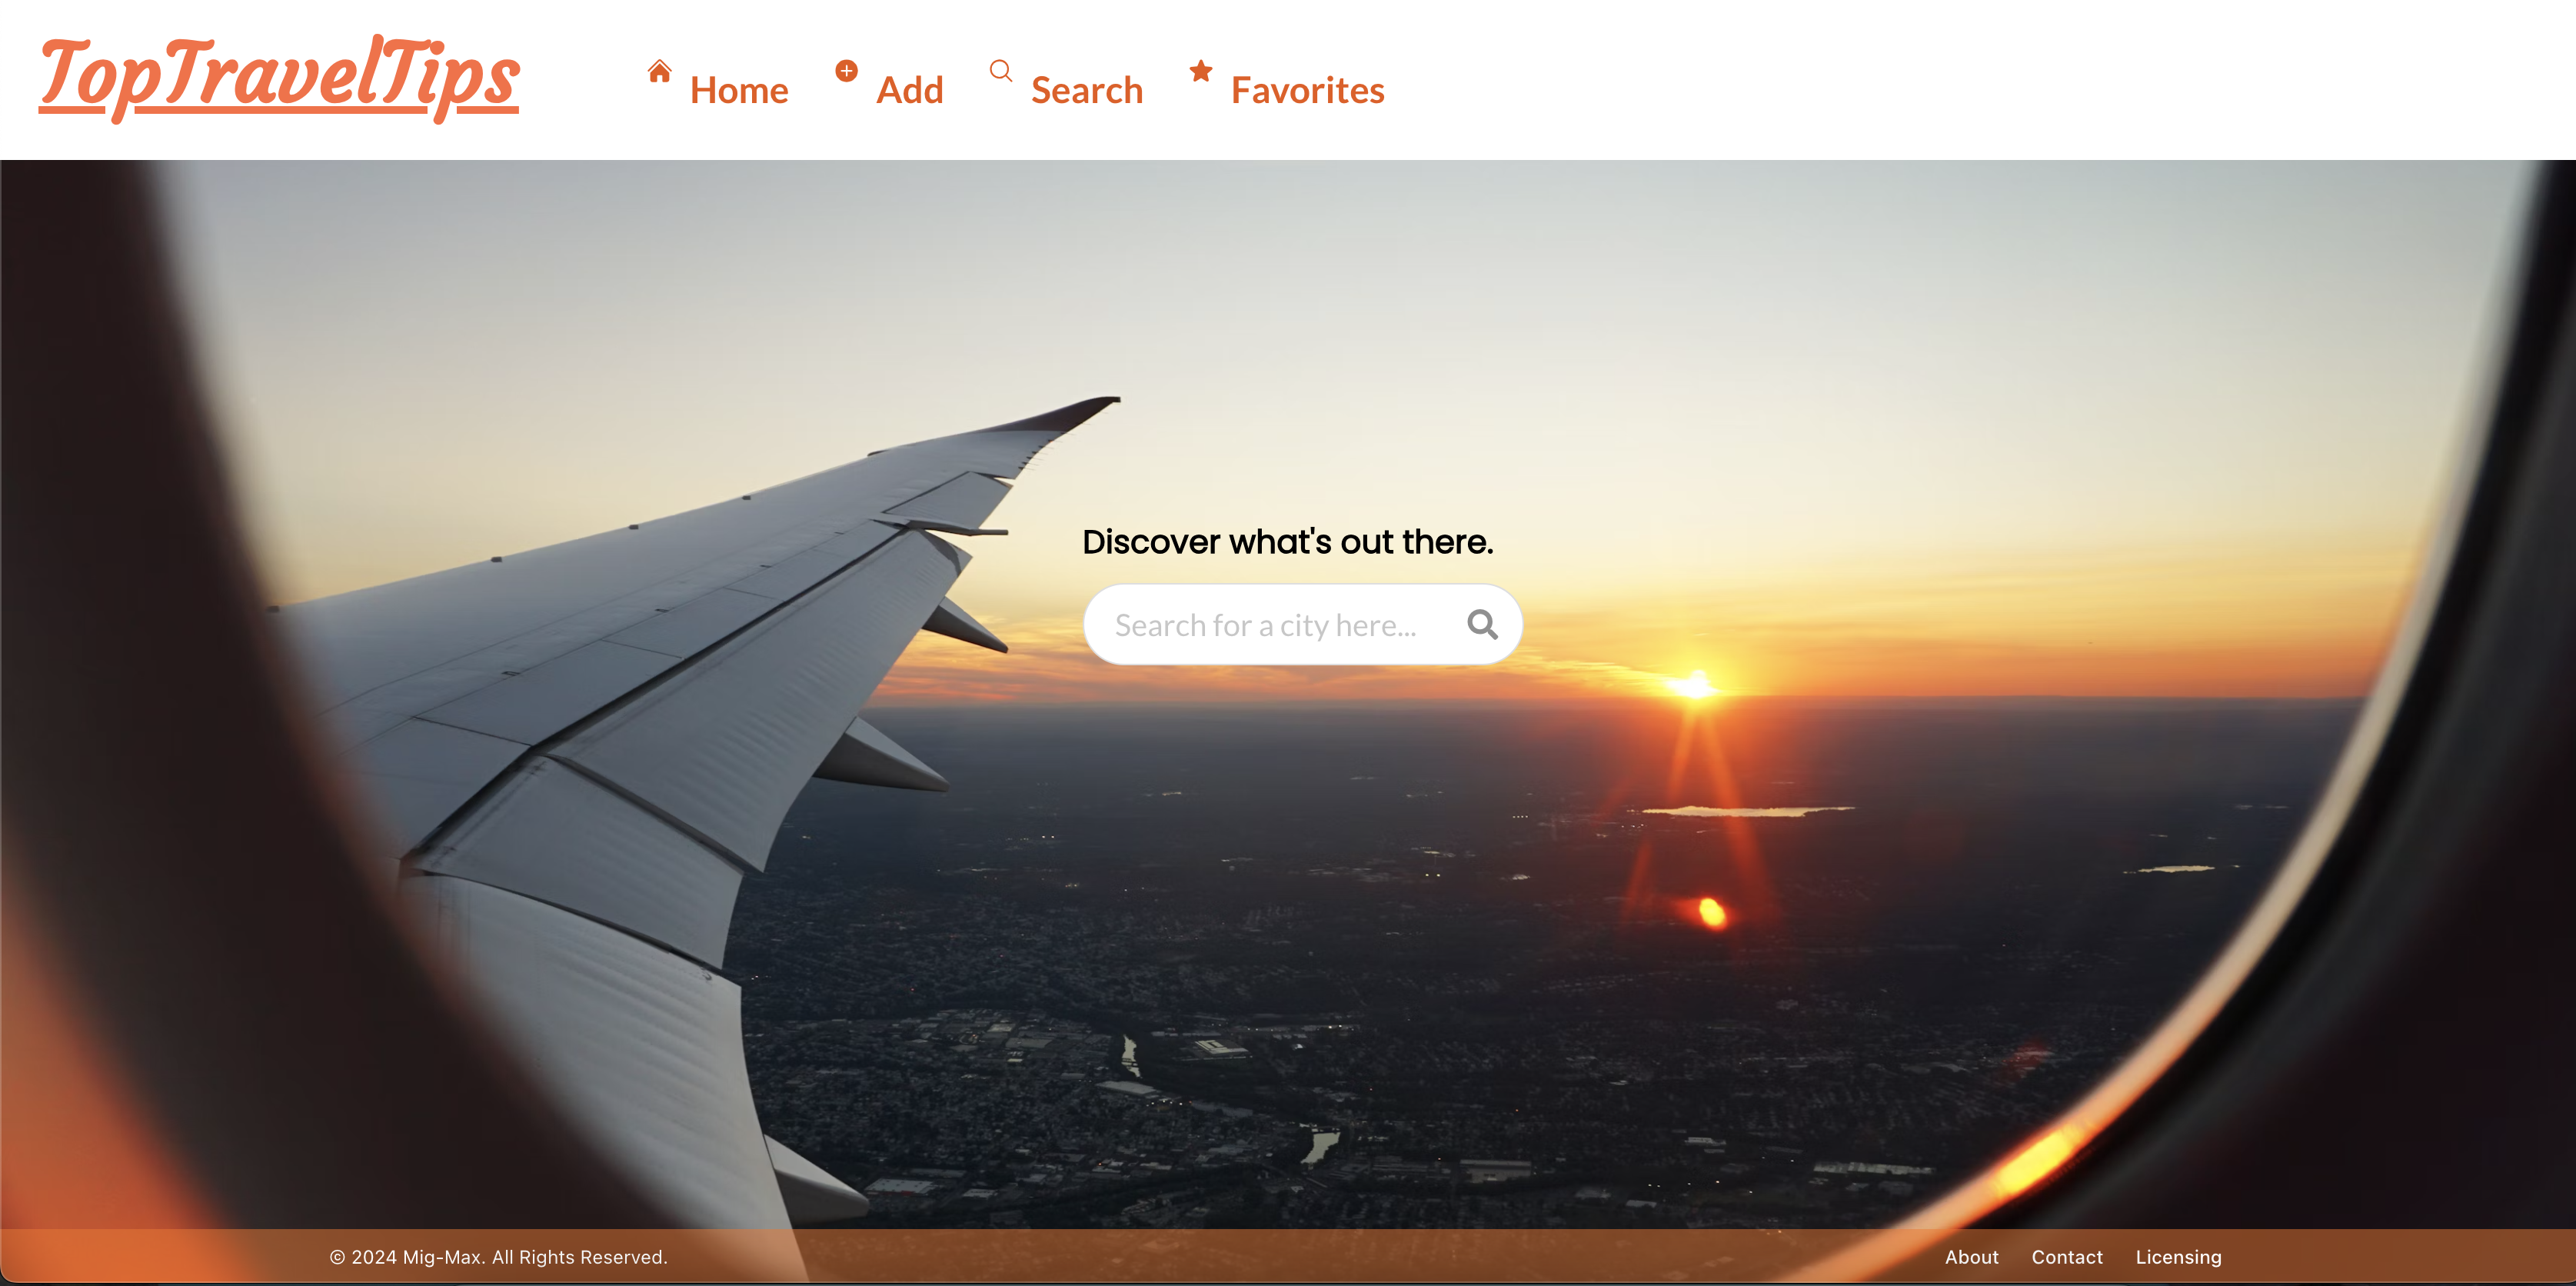 TopTravelTips
Home Add Search Favorites
Discover what's out there.
Search for a city here...
© 2024 Mig-Max. All Rights Reserved.
About Contact Licensing